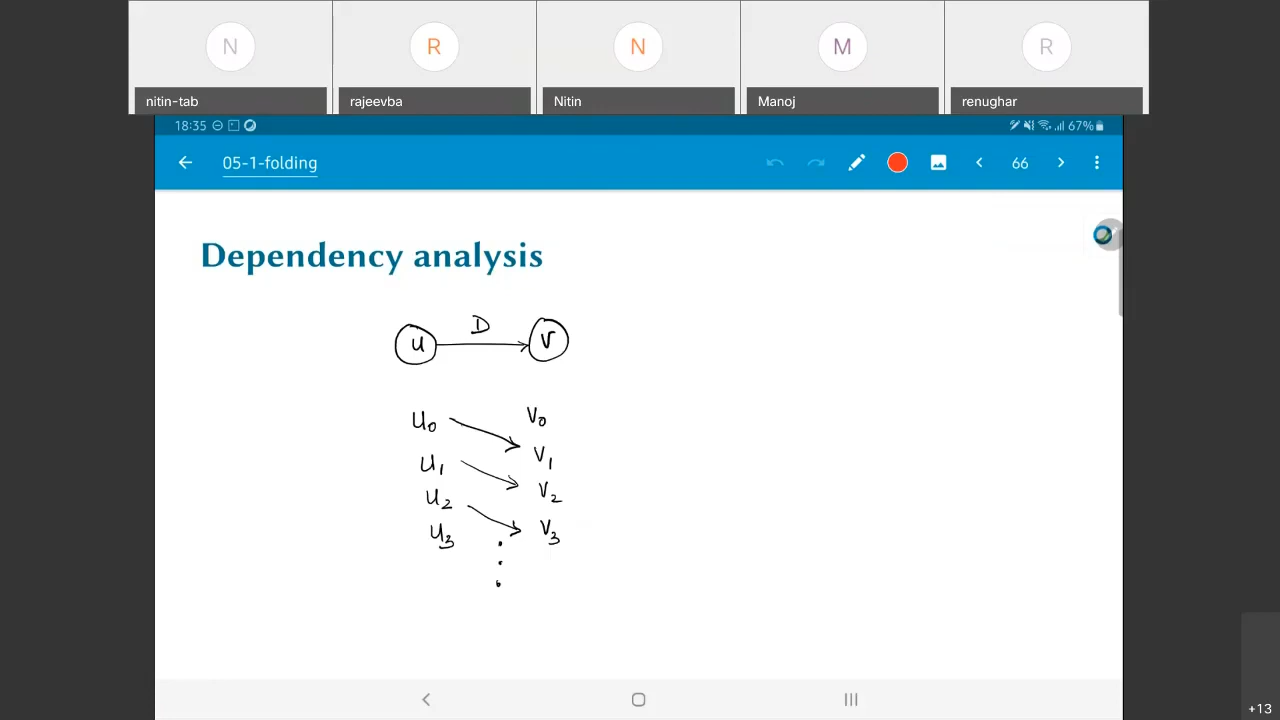 N R N M R
nitin-tab rajeevba Nitin Manoj renughar
18:35 67%
05-1-folding 66
Dependency analysis
D
U V
U0 V0
U1 V1
U2 V2
U3 V3
+13